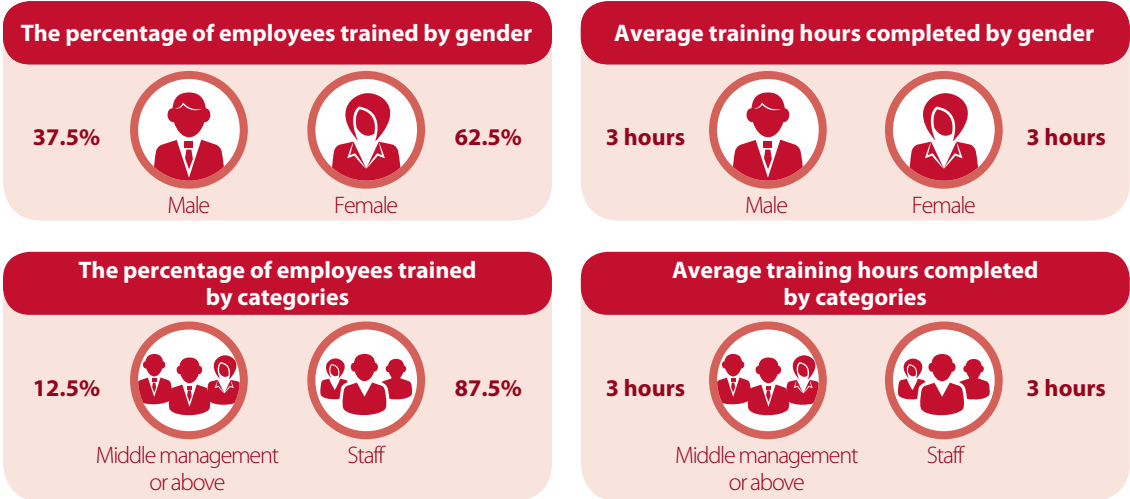 The percentage of employees trained by gender
37.5%
62.5%
Male
Female
Average training hours completed by gender
3 hours
3 hours
Male
Female
The percentage of employees trained
by categories
12.5%
87.5%
Middle management
or above
Staff
Average training hours completed
by categories
3 hours
3 hours
Middle management
or above
Staff